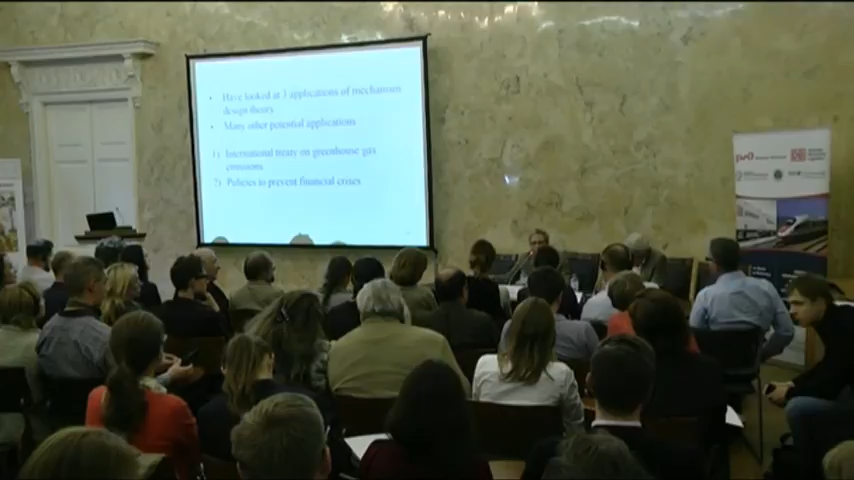 • Have looked at 3 applications of mechanism
design theory
• Many other potential applications
1) International treaty on greenhouse gas
emissions
2) Policies to prevent financial crises